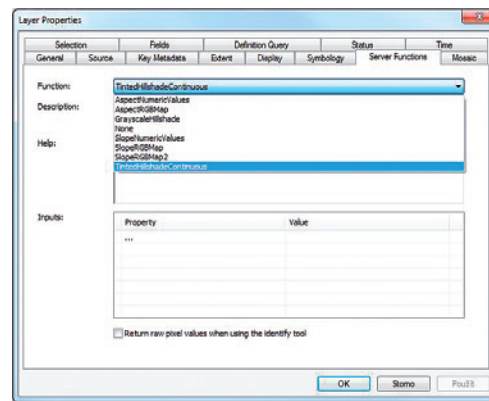 Layer Properties
Selection Fields Definition Query Status Time
General Source Key Metadata Extent Display Symbology Server Functions Mosaic
Function: TintedHillshadeContinuous
AspectNumericValues
Description:
AspectRGBMap
GrayscaleHillshade
None
Help:
SlopeNumericValues
SlopeRGBMap
SlopeRGBMap2
TintedHillshadeContinuous
Inputs:
Property Value
...
Return raw pixel values when using the identify tool
OK Storno Použít